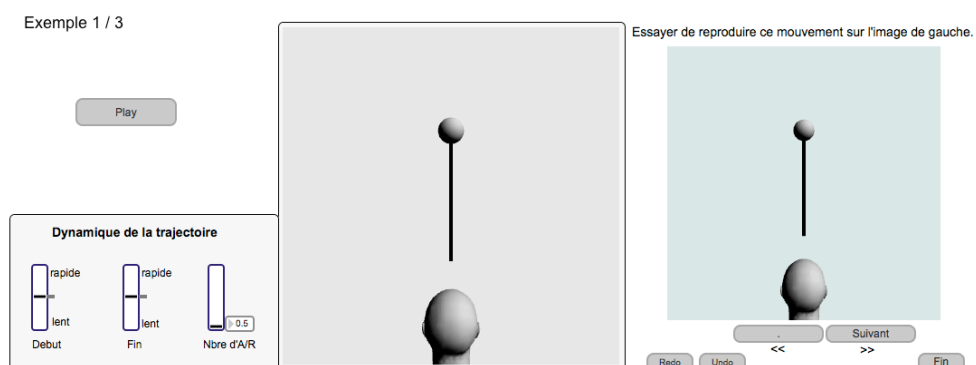 Exemple 1 / 3
Essayer de reproduire ce mouvement sur l'image de gauche.
Play
Dynamique de la trajectoire
rapide
rapide
lent
lent
0.5
Debut
Fin
Nbre d'A/R
.
Suivant
<<
>>
Redo
Undo
Fin